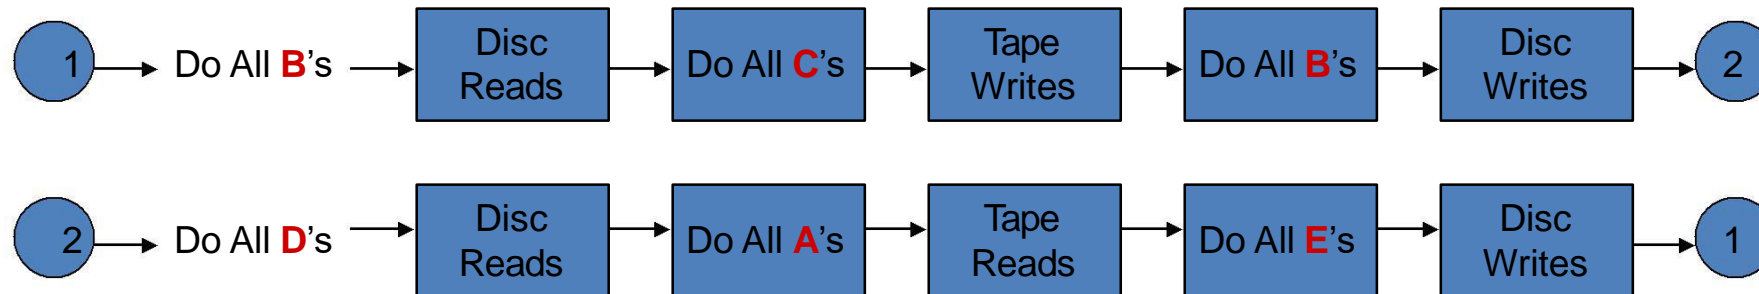 1
Do All B's
Disc
Reads
Do All C's
Tape
Writes
Do All B's
Disc
Writes
2
2
Do All D's
Disc
Reads
Do All A's
Tape
Reads
Do All E's
Disc
Writes
1